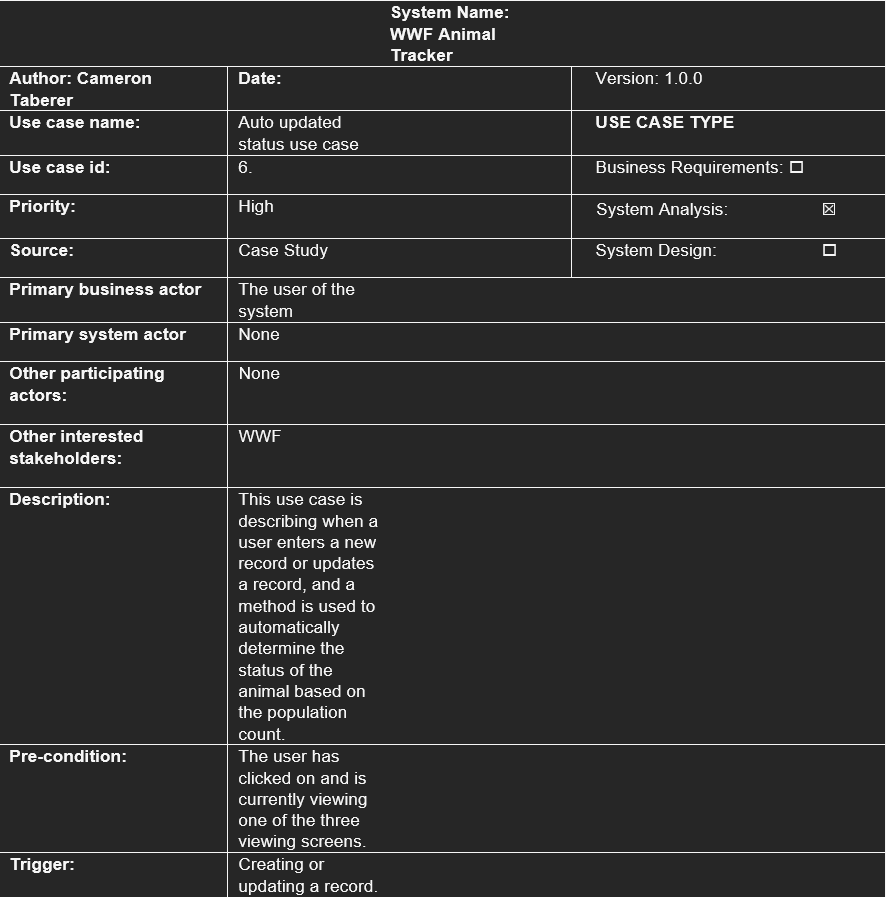 System Name:
WWF Animal
Tracker
Author: Cameron
Taberer
Date:
Version: 1.0.0
Use case name:
Auto updated
status use case
USE CASE TYPE
Use case id:
6.
Business Requirements: ☐
Priority:
High
System Analysis: ☒
Source:
Case Study
System Design: ☐
Primary business actor
The user of the
system
Primary system actor
None
Other participating
actors:
None
Other interested
stakeholders:
WWF
Description:
This use case is
describing when a
user enters a new
record or updates
a record, and a
method is used to
automatically
determine the
status of the
animal based on
the population
count.
Pre-condition:
The user has
clicked on and is
currently viewing
one of the three
viewing screens.
Trigger:
Creating or
updating a record.